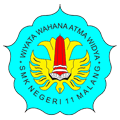 WIYATA WAHANA ATMA WIDYA
SMK NEGERI 11 MALANG